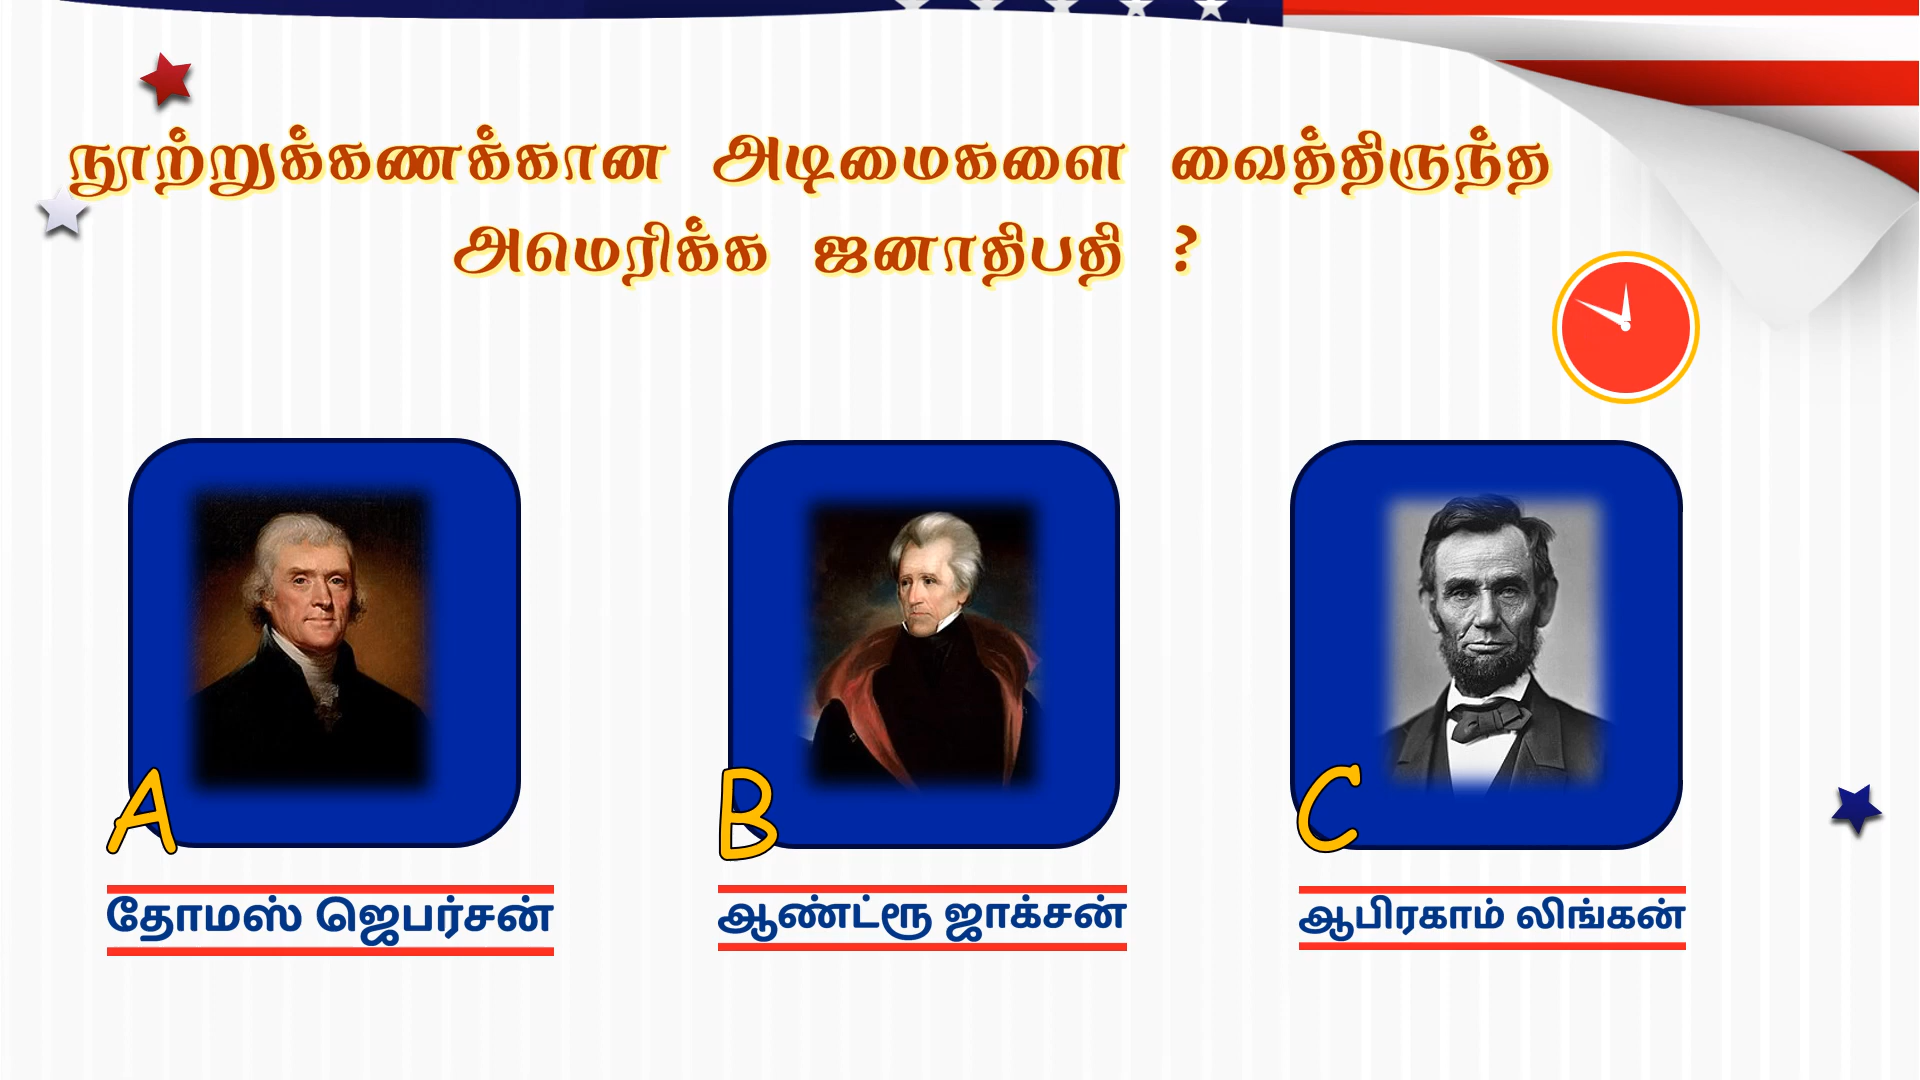 நூற்றுக்கணக்கான அடிமைகளை வைத்திருந்த
அமெரிக்க ஜனாதிபதி ?
A
தோமஸ் ஜெபர்சன்
B
ஆண்ட்ரூ ஜாக்சன்
C
ஆபிரகாம் லிங்கன்